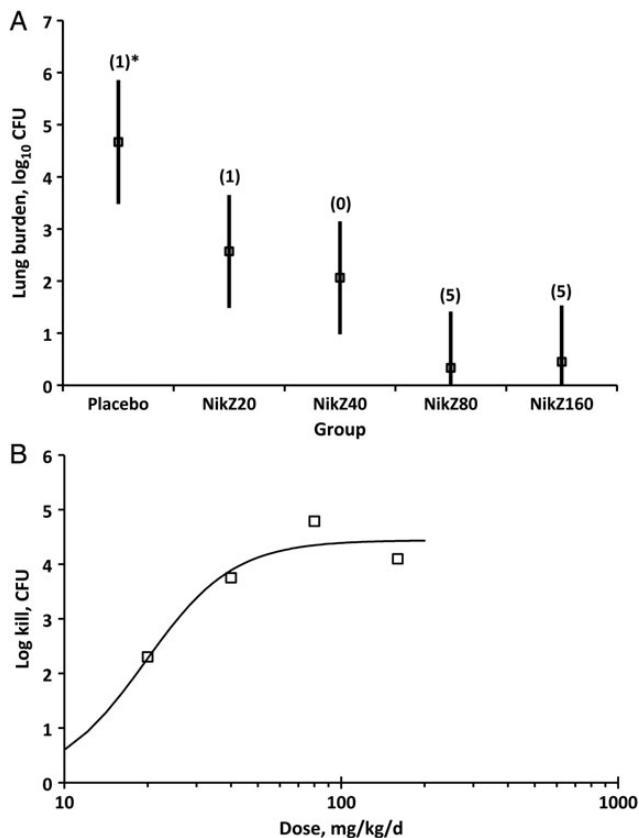 A
7
6
5
4
3
2
1
0
Lung burden, log₁₀ CFU
(1)*
(1)
(0)
(5)
(5)
Placebo NikZ20 NikZ40 NikZ80 NikZ160
Group
B
6
5
4
3
2
1
0
Log kill, CFU
10 100 1000
Dose, mg/kg/d